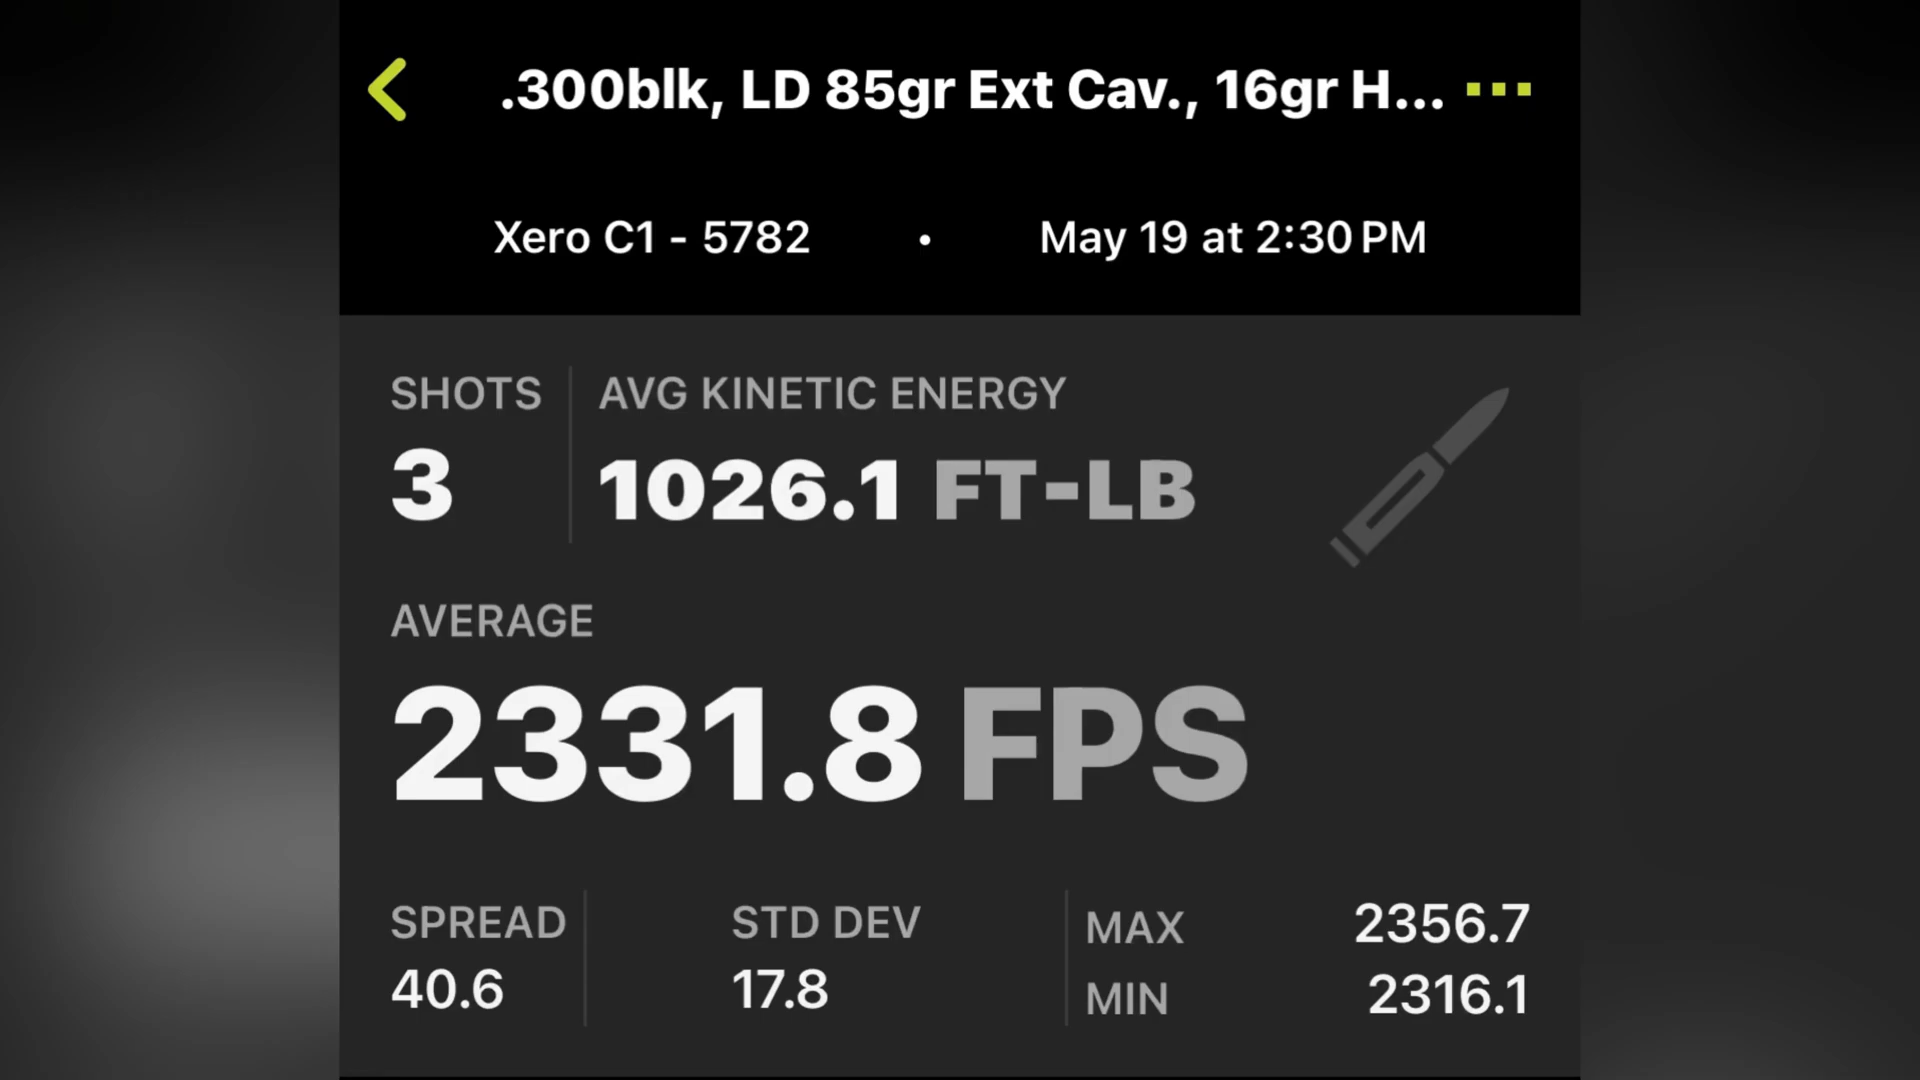 .300blk, LD 85gr Ext Cav., 16gr H...
Xero C1 - 5782 • May 19 at 2:30 PM
SHOTS
3
AVG KINETIC ENERGY
1026.1 FT-LB
AVERAGE
2331.8 FPS
SPREAD
40.6
STD DEV
17.8
MAX 2356.7
MIN 2316.1